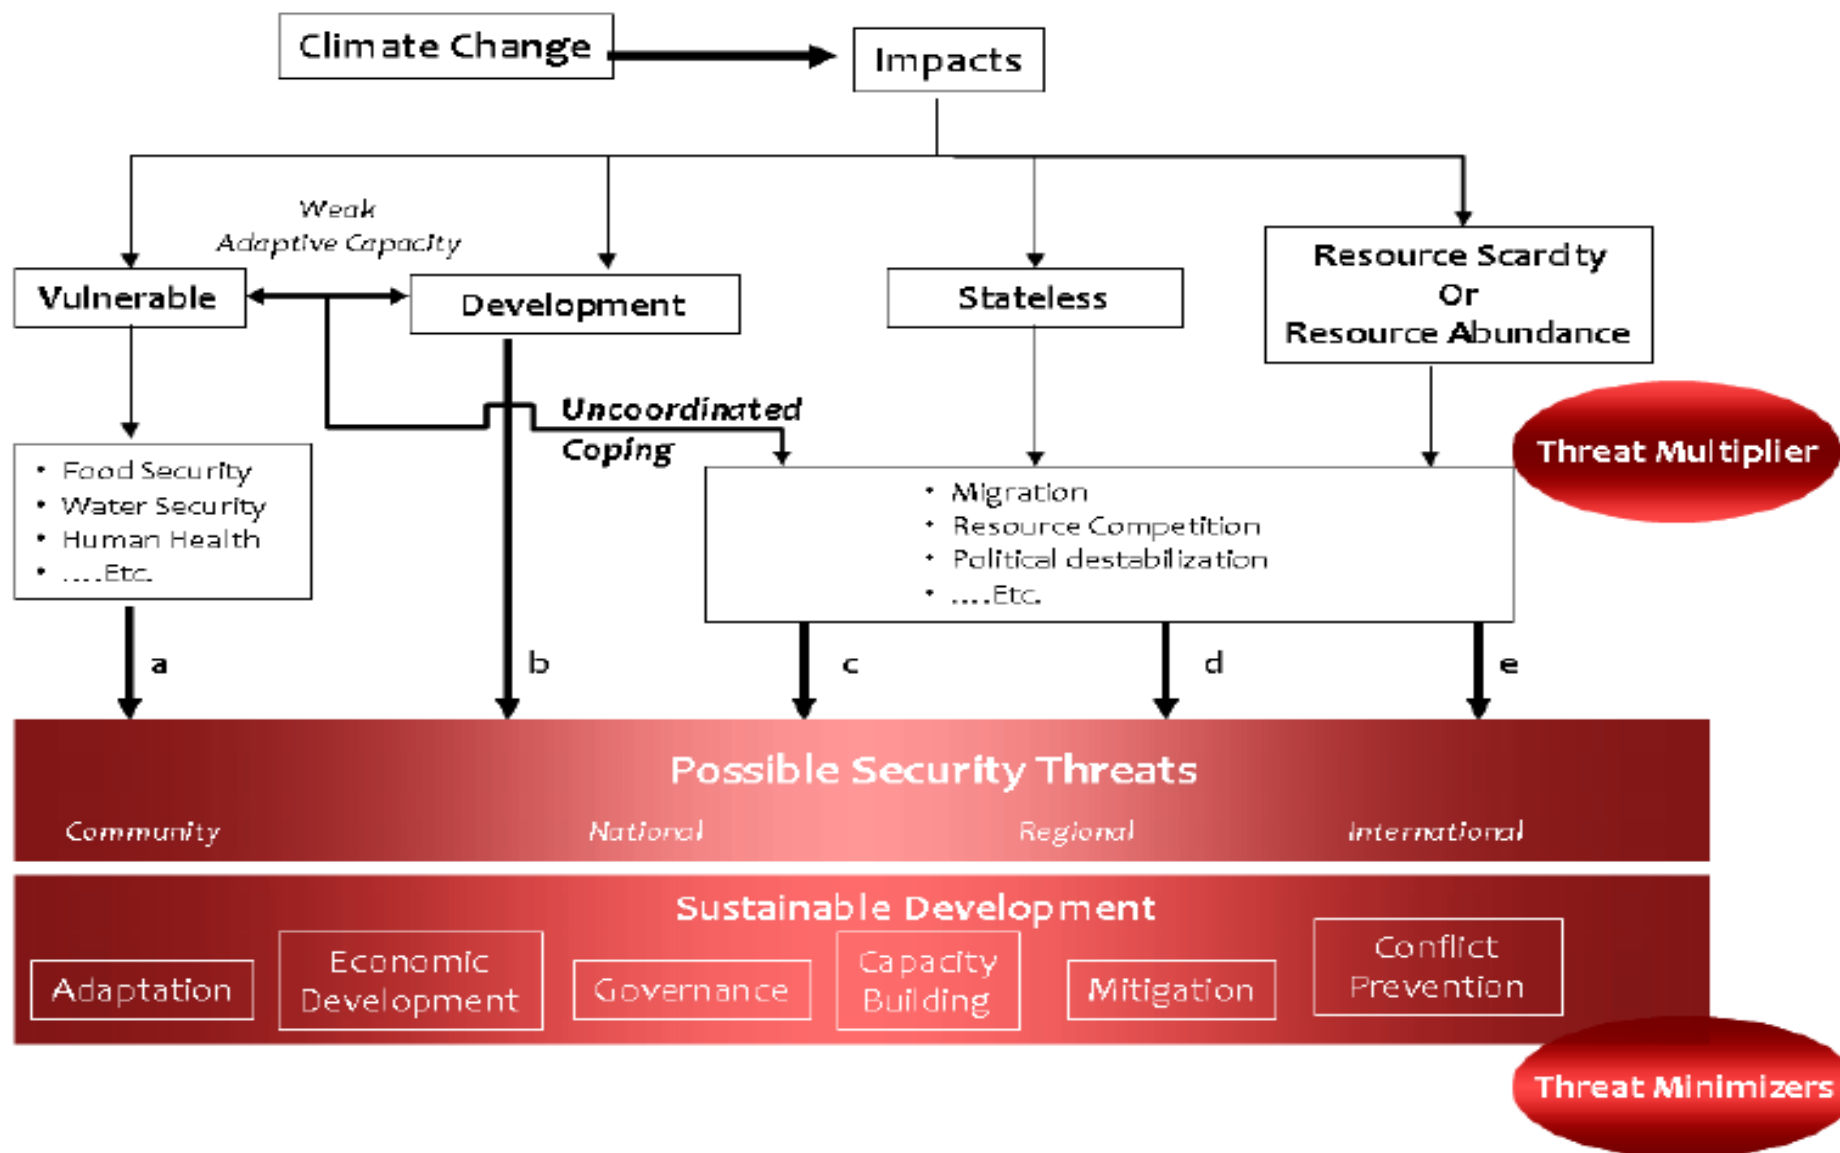 Climate Change
Impacts
Weak
Adaptive Capacity
Vulnerable
Development
Stateless
Resource Scarcity
Or
Resource Abundance
Uncoordinated
Coping
Threat Multiplier
• Food Security
• Water Security
• Human Health
• ....Etc.
• Migration
• Resource Competition
• Political destabilization
• ....Etc.
a
b
c
d
e
Possible Security Threats
Community
National
Regional
International
Sustainable Development
Adaptation
Economic
Development
Governance
Capacity
Building
Mitigation
Conflict
Prevention
Threat Minimizers